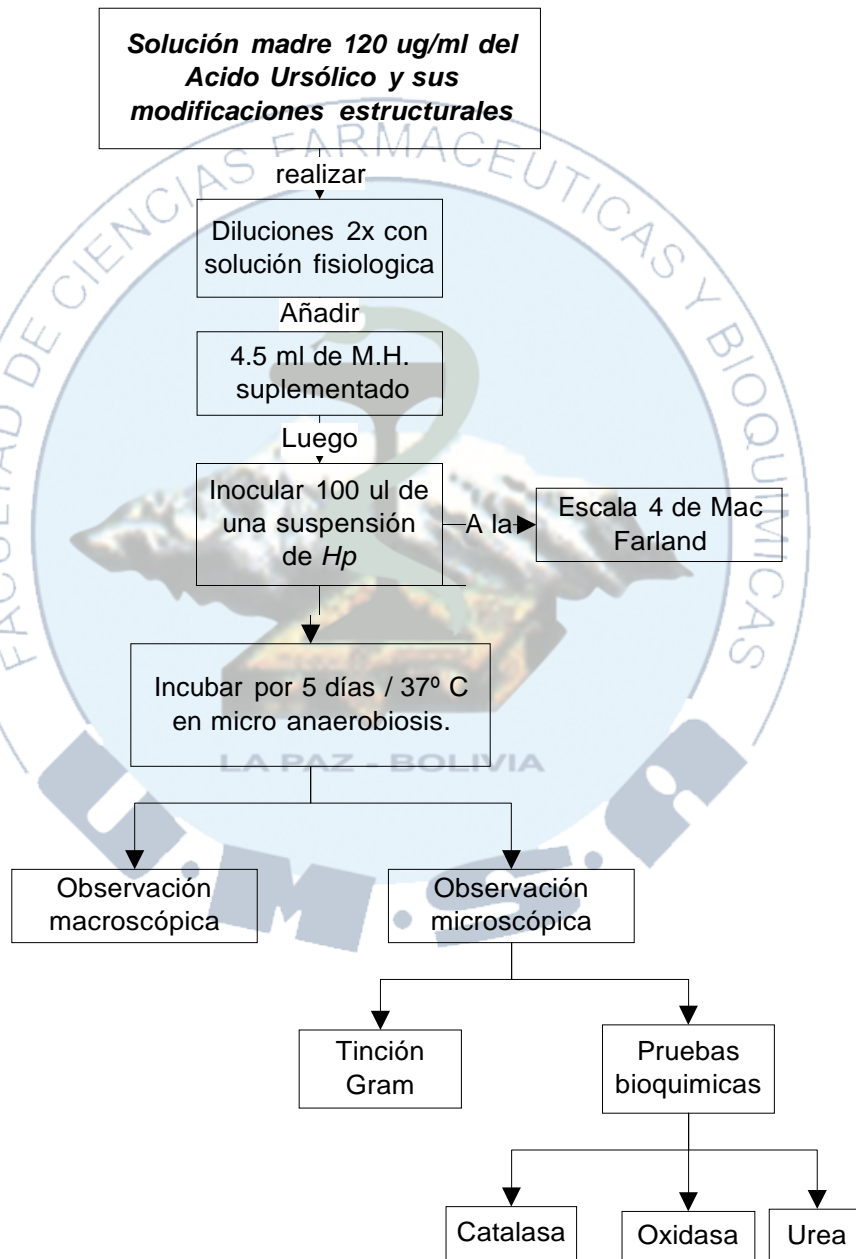 Solución madre 120 ug/ml del
Acido Ursólico y sus
modificaciones estructurales
realizar
Diluciones 2x con
solución fisiologica
Añadir
4.5 ml de M.H.
suplementado
Luego
Inocular 100 ul de
una suspensión
de Hp
A la
Escala 4 de Mac
Farland
Incubar por 5 días / 37º C
en micro anaerobiosis.
Observación
macroscópica
Observación
microscópica
Tinción
Gram
Pruebas
bioquimicas
Catalasa
Oxidasa
Urea
FACULTAD DE CIENCIAS FARMACEUTICAS Y BIOQUIMICAS
LA PAZ - BOLIVIA
U.M.S.A